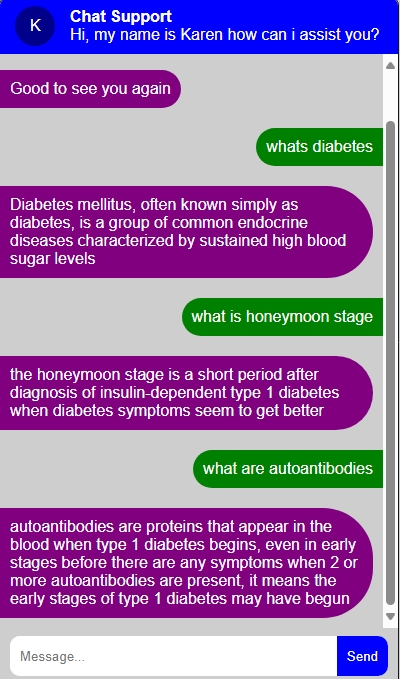 K
Chat Support
Hi, my name is Karen how can i assist you?
Good to see you again
whats diabetes
Diabetes mellitus, often known simply as
diabetes, is a group of common endocrine
diseases characterized by sustained high blood
sugar levels
what is honeymoon stage
the honeymoon stage is a short period after
diagnosis of insulin-dependent type 1 diabetes
when diabetes symptoms seem to get better
what are autoantibodies
autoantibodies are proteins that appear in the
blood when type 1 diabetes begins, even in early
stages before there are any symptoms when 2 or
more autoantibodies are present, it means the
early stages of type 1 diabetes may have begun
Message...
Send